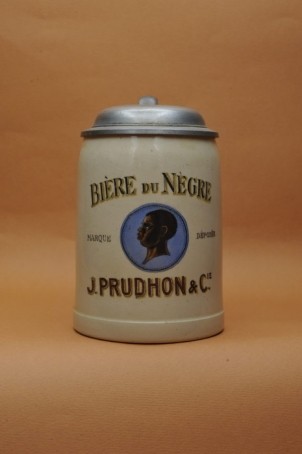 BIÈRE DU NÈGRE
MARQUE DÉPOSÉE
J. PRUDHON & Cie